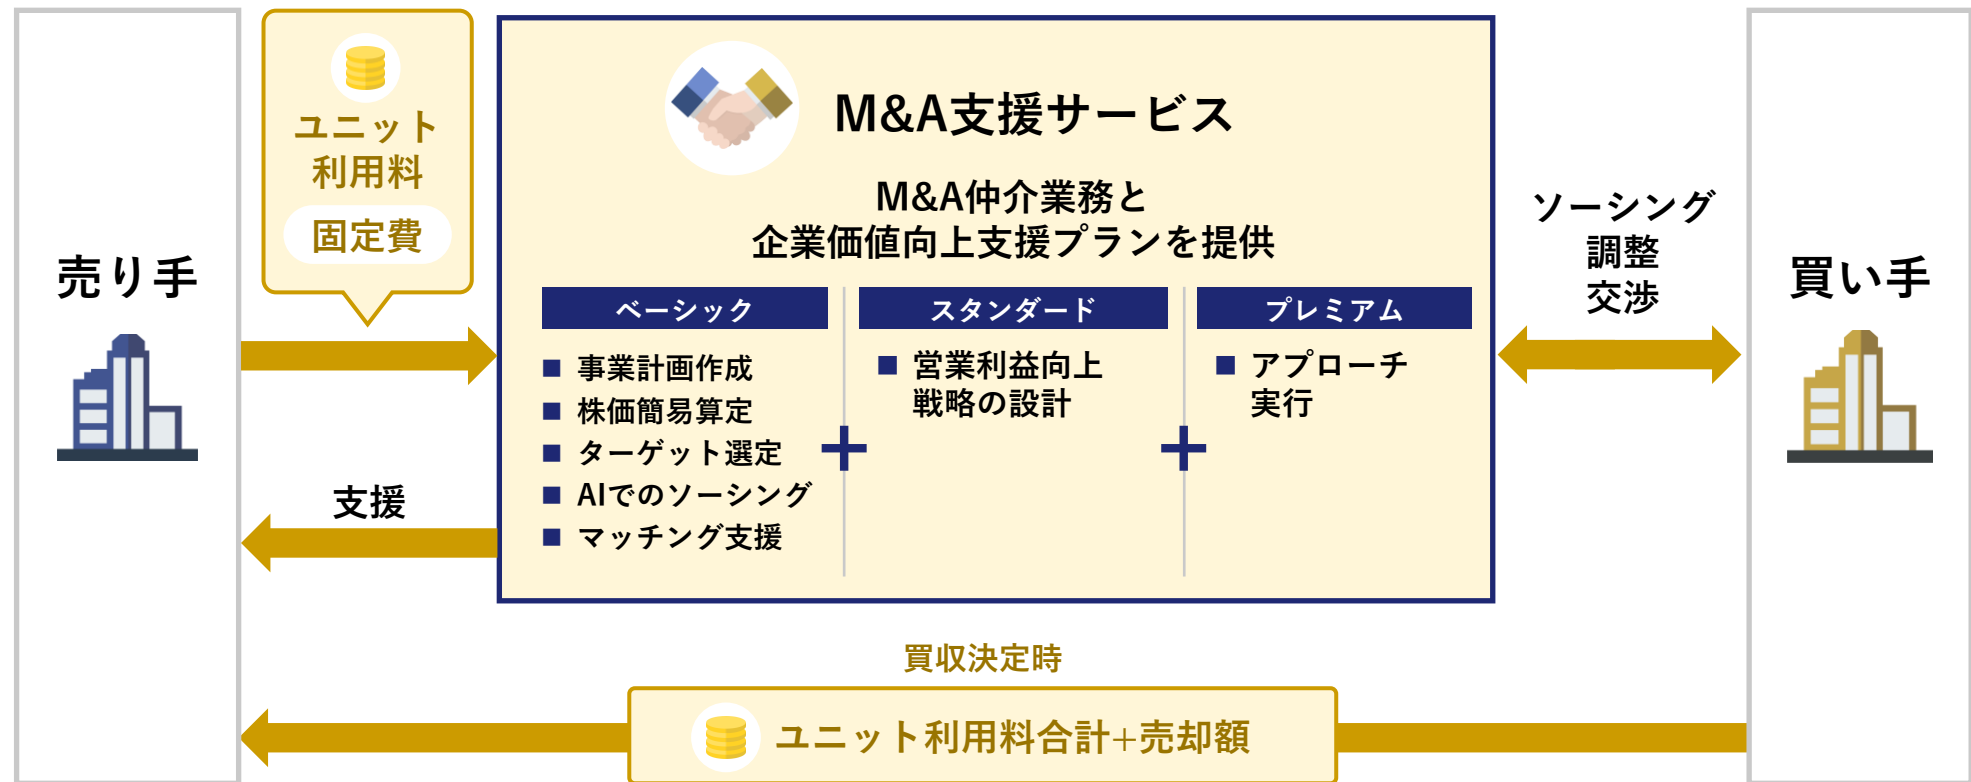 売り手
ユニット
利用料
固定費
支援
M&A支援サービス
M&A仲介業務と
企業価値向上支援プランを提供
ベーシック
事業計画作成
株価簡易算定
ターゲット選定
AIでのソーシング
マッチング支援
スタンダード
営業利益向上
戦略の設計
プレミアム
アプローチ
実行
ソーシング
調整
交渉
買い手
買収決定時
ユニット利用料合計+売却額